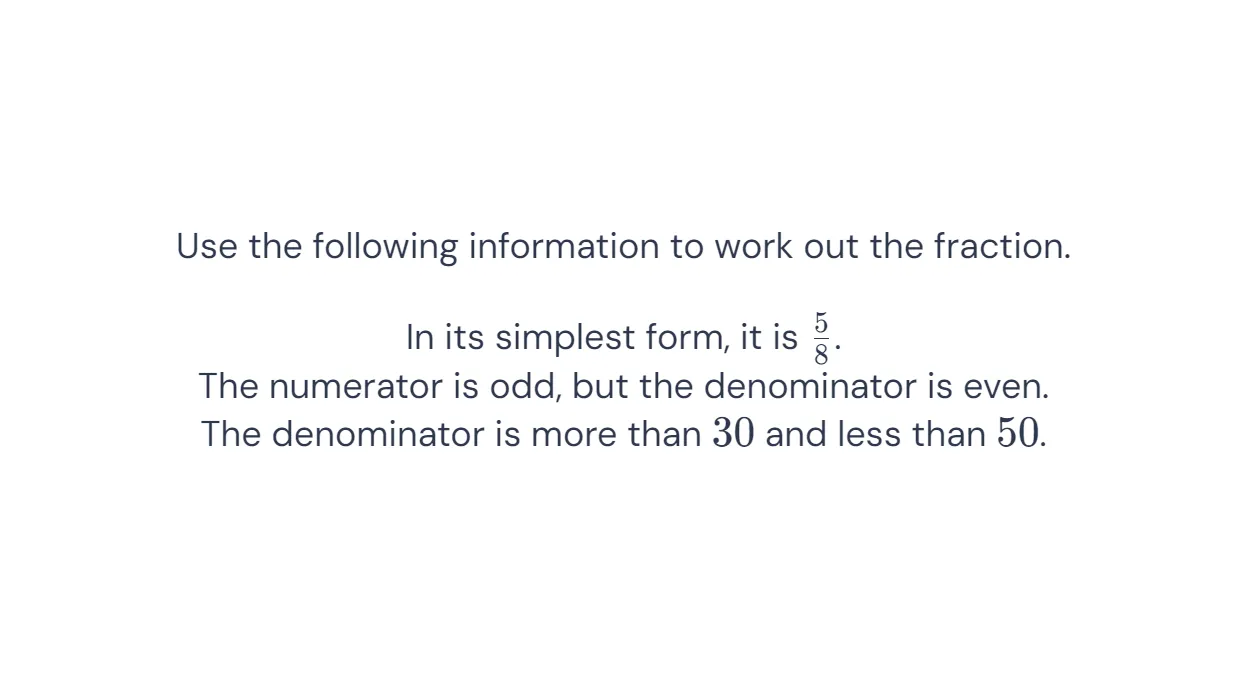 Use the following information to work out the fraction.
In its simplest form, it is $\frac{5}{8}$.
The numerator is odd, but the denominator is even.
The denominator is more than 30 and less than 50.